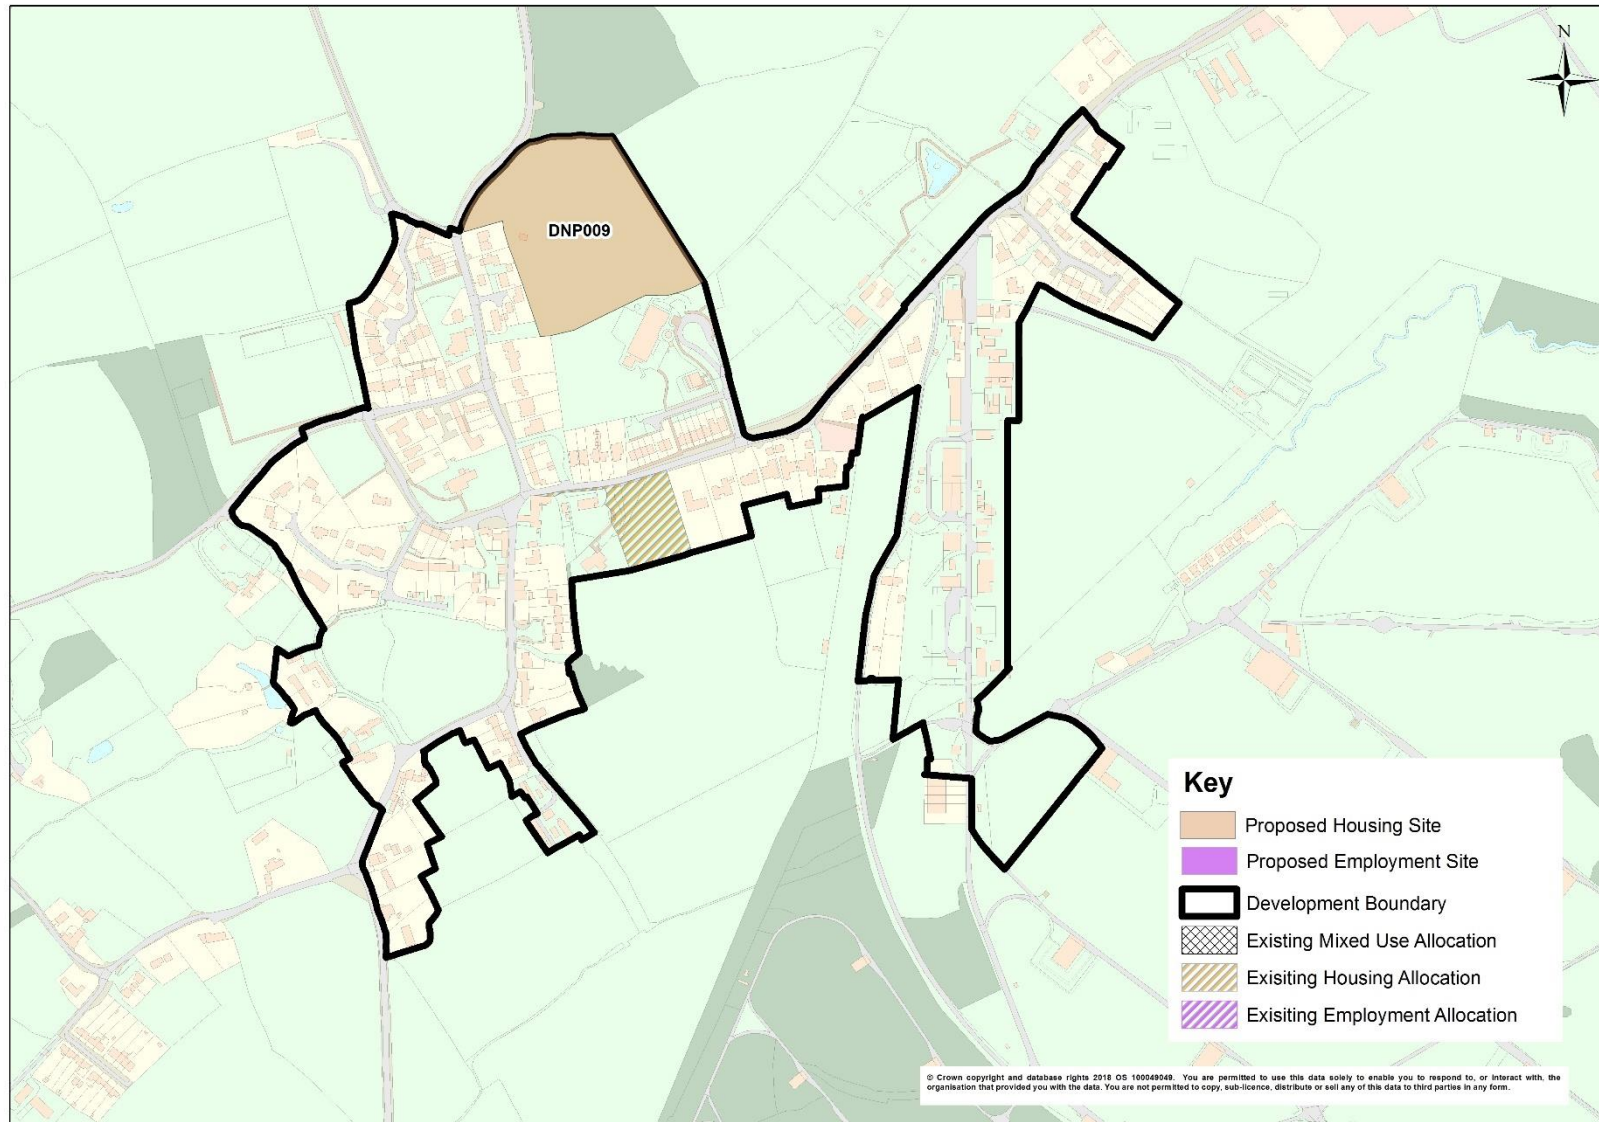 N
DNP009
Key
Proposed Housing Site
Proposed Employment Site
Development Boundary
Existing Mixed Use Allocation
Exisiting Housing Allocation
Exisiting Employment Allocation
© Crown copyright and database rights 2018 OS 100049049. You are permitted to use this data solely to enable you to respond to, or interact with, the
organisation that provided you with the data. You are not permitted to copy, sub-licence, distribute or sell any of this data to third parties in any form.